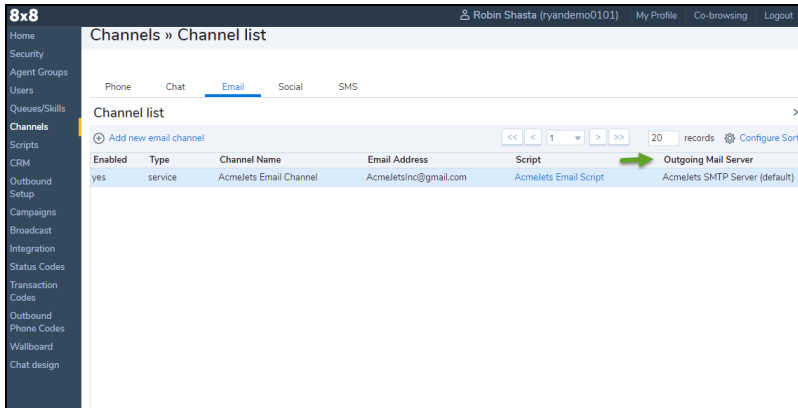 8x8
Robin Shasta (ryandemo0101) My Profile Co-browsing Logout
Home
Security
Agent Groups
Users
Queues/Skills
Channels
Scripts
CRM
Outbound
Setup
Campaigns
Broadcast
Integration
Status Codes
Transaction
Codes
Outbound
Phone Codes
Wallboard
Chat design
Channels » Channel list
Phone Chat Email Social SMS
Channel list
Add new email channel << < 1 > >> 20 records Configure Sort
Enabled Type Channel Name Email Address Script Outgoing Mail Server
yes service AcmeJets Email Channel AcmeJetsInc@gmail.com AcmeJets Email Script AcmeJets SMTP Server (default)